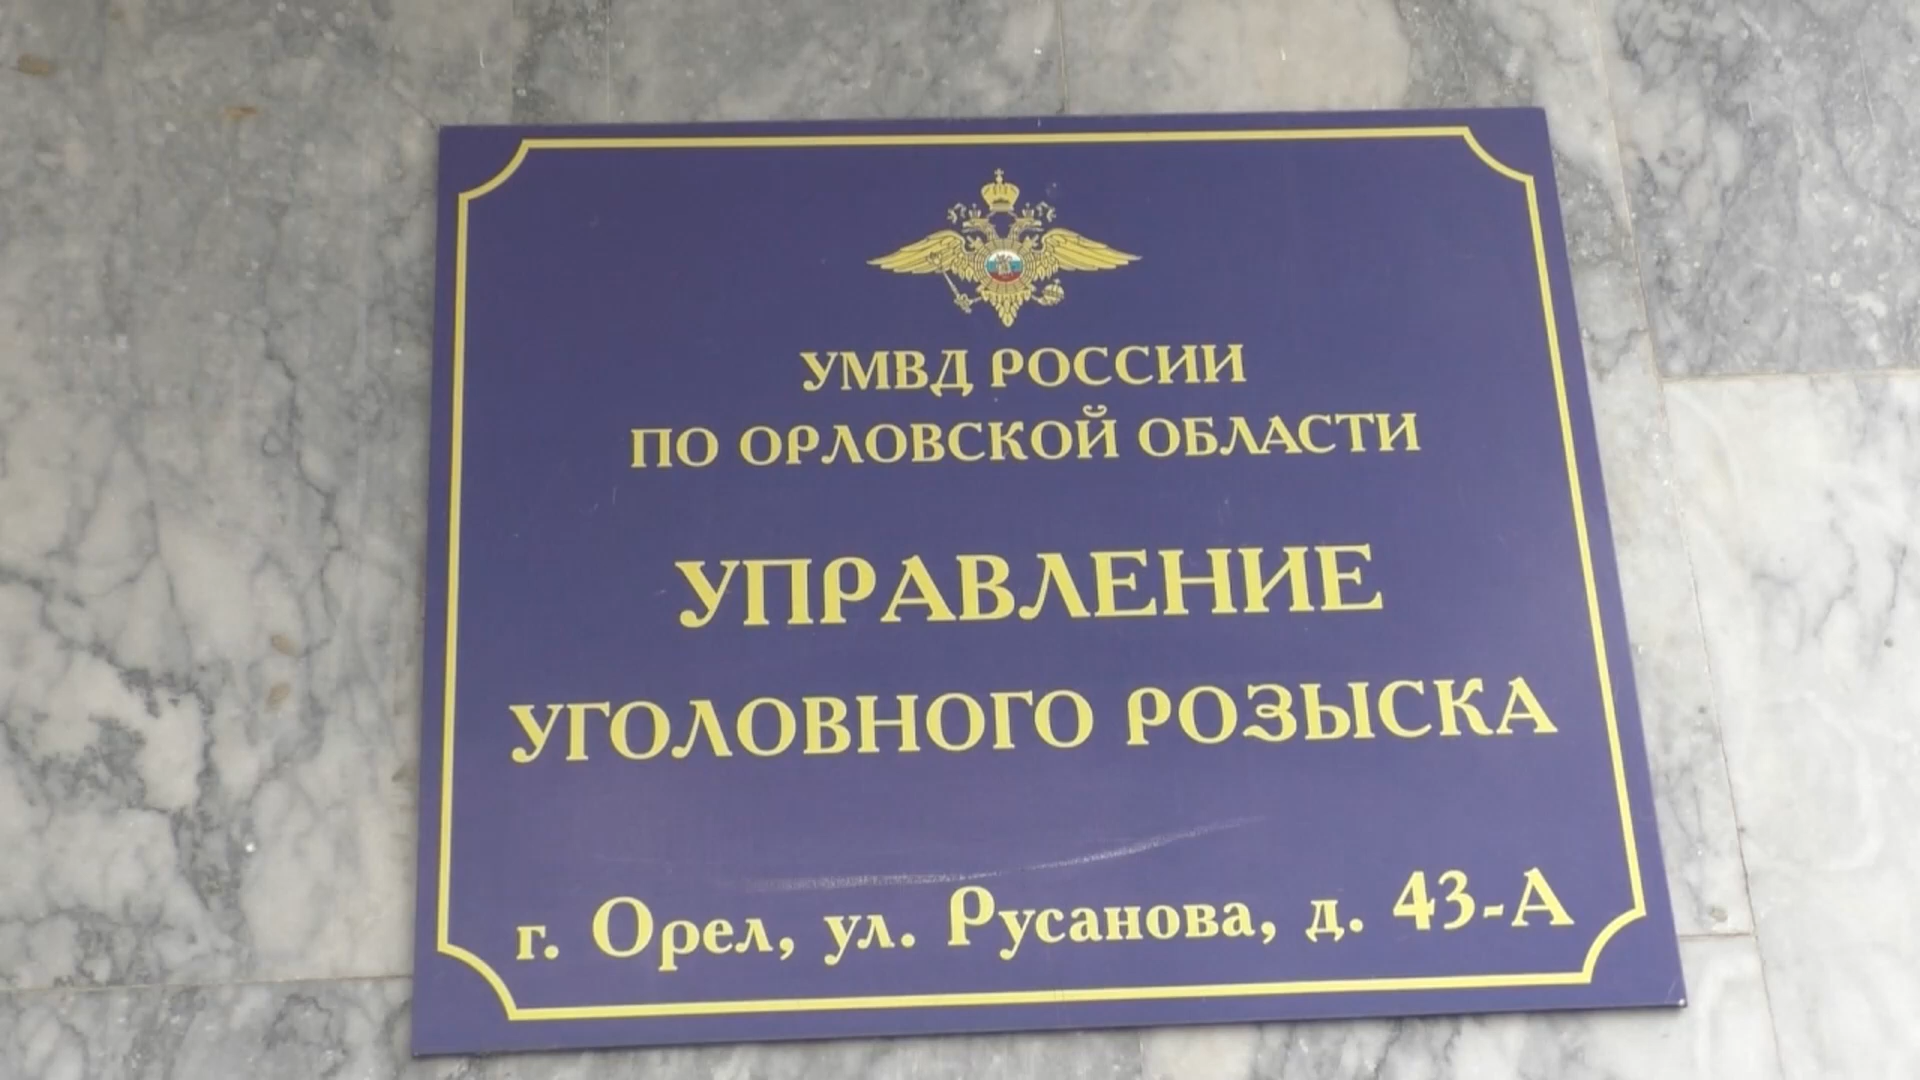 УМВД РОССИИ
ПО ОРЛОВСКОЙ ОБЛАСТИ
УПРАВЛЕНИЕ
УГОЛОВНОГО РОЗЫСКА
г. Орел, ул. Русанова, д. 43-А